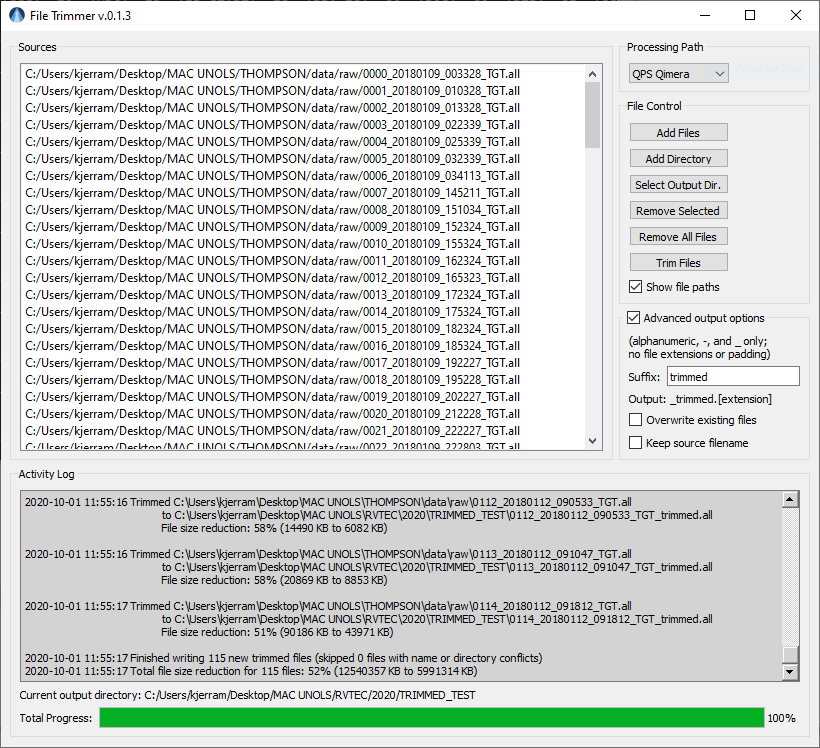 File Trimmer v.0.1.3
Sources
C:/Users/kjerram/Desktop/MAC UNOLS/THOMPSON/data/raw/0000_20180109_003328_TGT.all
C:/Users/kjerram/Desktop/MAC UNOLS/THOMPSON/data/raw/0001_20180109_010328_TGT.all
C:/Users/kjerram/Desktop/MAC UNOLS/THOMPSON/data/raw/0002_20180109_013328_TGT.all
C:/Users/kjerram/Desktop/MAC UNOLS/THOMPSON/data/raw/0003_20180109_022339_TGT.all
C:/Users/kjerram/Desktop/MAC UNOLS/THOMPSON/data/raw/0004_20180109_025339_TGT.all
C:/Users/kjerram/Desktop/MAC UNOLS/THOMPSON/data/raw/0005_20180109_032339_TGT.all
C:/Users/kjerram/Desktop/MAC UNOLS/THOMPSON/data/raw/0006_20180109_034113_TGT.all
C:/Users/kjerram/Desktop/MAC UNOLS/THOMPSON/data/raw/0007_20180109_145211_TGT.all
C:/Users/kjerram/Desktop/MAC UNOLS/THOMPSON/data/raw/0008_20180109_151034_TGT.all
C:/Users/kjerram/Desktop/MAC UNOLS/THOMPSON/data/raw/0009_20180109_152324_TGT.all
C:/Users/kjerram/Desktop/MAC UNOLS/THOMPSON/data/raw/0010_20180109_155324_TGT.all
C:/Users/kjerram/Desktop/MAC UNOLS/THOMPSON/data/raw/0011_20180109_162324_TGT.all
C:/Users/kjerram/Desktop/MAC UNOLS/THOMPSON/data/raw/0012_20180109_165323_TGT.all
C:/Users/kjerram/Desktop/MAC UNOLS/THOMPSON/data/raw/0013_20180109_172324_TGT.all
C:/Users/kjerram/Desktop/MAC UNOLS/THOMPSON/data/raw/0014_20180109_175324_TGT.all
C:/Users/kjerram/Desktop/MAC UNOLS/THOMPSON/data/raw/0015_20180109_182324_TGT.all
C:/Users/kjerram/Desktop/MAC UNOLS/THOMPSON/data/raw/0016_20180109_185324_TGT.all
C:/Users/kjerram/Desktop/MAC UNOLS/THOMPSON/data/raw/0017_20180109_192227_TGT.all
C:/Users/kjerram/Desktop/MAC UNOLS/THOMPSON/data/raw/0018_20180109_195228_TGT.all
C:/Users/kjerram/Desktop/MAC UNOLS/THOMPSON/data/raw/0019_20180109_202227_TGT.all
C:/Users/kjerram/Desktop/MAC UNOLS/THOMPSON/data/raw/0020_20180109_212228_TGT.all
C:/Users/kjerram/Desktop/MAC UNOLS/THOMPSON/data/raw/0021_20180109_222227_TGT.all
C:/Users/kjerram/Desktop/MAC UNOLS/THOMPSON/data/raw/0022_20180109_222803_TGT.all
Processing Path
QPS Qimera
File Control
Add Files
Add Directory
Select Output Dir.
Remove Selected
Remove All Files
Trim Files
Show file paths
Advanced output options
(alphanumeric, -, and _ only;
no file extensions or padding)
Suffix: trimmed
Output: _trimmed.[extension]
Overwrite existing files
Keep source filename
Activity Log
2020-10-01 11:55:16 Trimmed C:\Users\kjerram\Desktop\MAC UNOLS\THOMPSON\data\raw\0112_20180112_090533_TGT.all
to C:\Users\kjerram\Desktop\MAC UNOLS\RVTEC\2020\TRIMMED_TEST\0112_20180112_090533_TGT_trimmed.all
File size reduction: 58% (14490 KB to 6082 KB)
2020-10-01 11:55:16 Trimmed C:\Users\kjerram\Desktop\MAC UNOLS\THOMPSON\data\raw\0113_20180112_091047_TGT.all
to C:\Users\kjerram\Desktop\MAC UNOLS\RVTEC\2020\TRIMMED_TEST\0113_20180112_091047_TGT_trimmed.all
File size reduction: 58% (20869 KB to 8853 KB)
2020-10-01 11:55:17 Trimmed C:\Users\kjerram\Desktop\MAC UNOLS\THOMPSON\data\raw\0114_20180112_091812_TGT.all
to C:\Users\kjerram\Desktop\MAC UNOLS\RVTEC\2020\TRIMMED_TEST\0114_20180112_091812_TGT_trimmed.all
File size reduction: 51% (90186 KB to 43971 KB)
2020-10-01 11:55:17 Finished writing 115 new trimmed files (skipped 0 files with name or directory conflicts)
2020-10-01 11:55:17 Total file size reduction for 115 files: 52% (12540357 KB to 5991314 KB)
Current output directory: C:/Users/kjerram/Desktop/MAC UNOLS/RVTEC/2020/TRIMMED_TEST
Total Progress: 100%